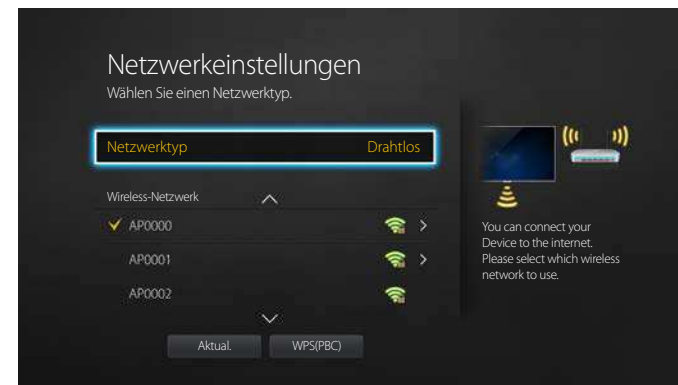 Netzwerkeinstellungen
Wählen Sie einen Netzwerktyp.
Netzwerktyp Drahtlos
Wireless-Netzwerk
AP0000
AP0001
AP0002
Aktual. WPS(PBC)
You can connect your
Device to the internet.
Please select which wireless
network to use.